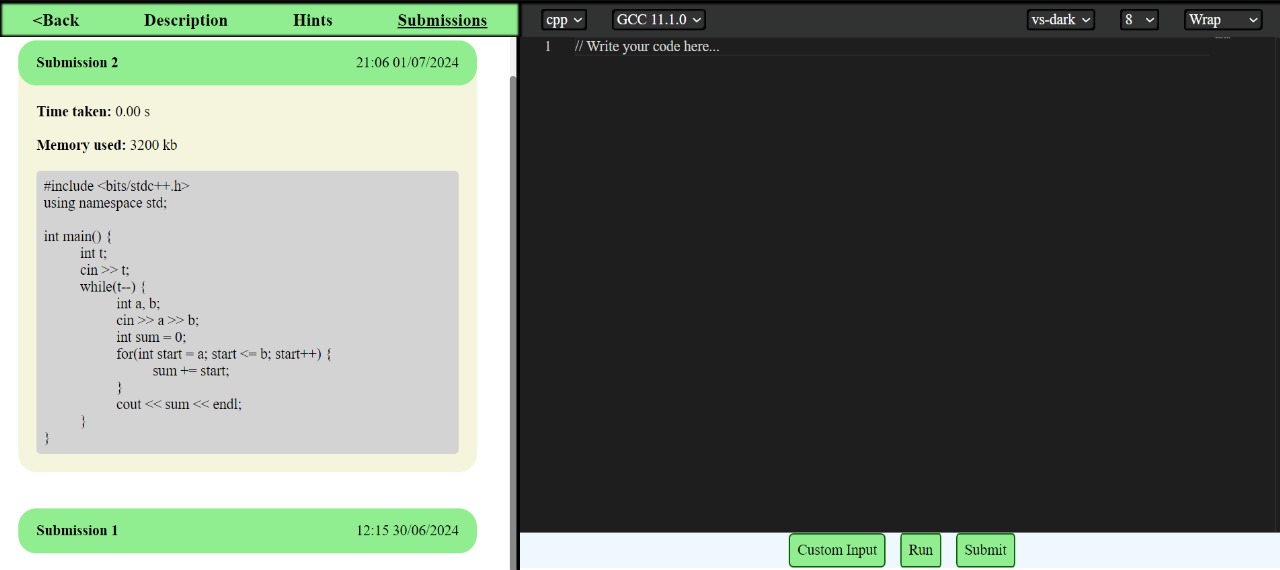 <Back Description Hints Submissions
Submission 2 21:06 01/07/2024
Time taken: 0.00 s
Memory used: 3200 kb
#include <bits/stdc++.h>
using namespace std;
int main() {
int t;
cin >> t;
while(t--) {
int a, b;
cin >> a >> b;
int sum = 0;
for(int start = a; start <= b; start++) {
sum += start;
}
cout << sum << endl;
}
}
Submission 1 12:15 30/06/2024
cpp GCC 11.1.0 vs-dark 8 Wrap
1 // Write your code here...
Custom Input Run Submit